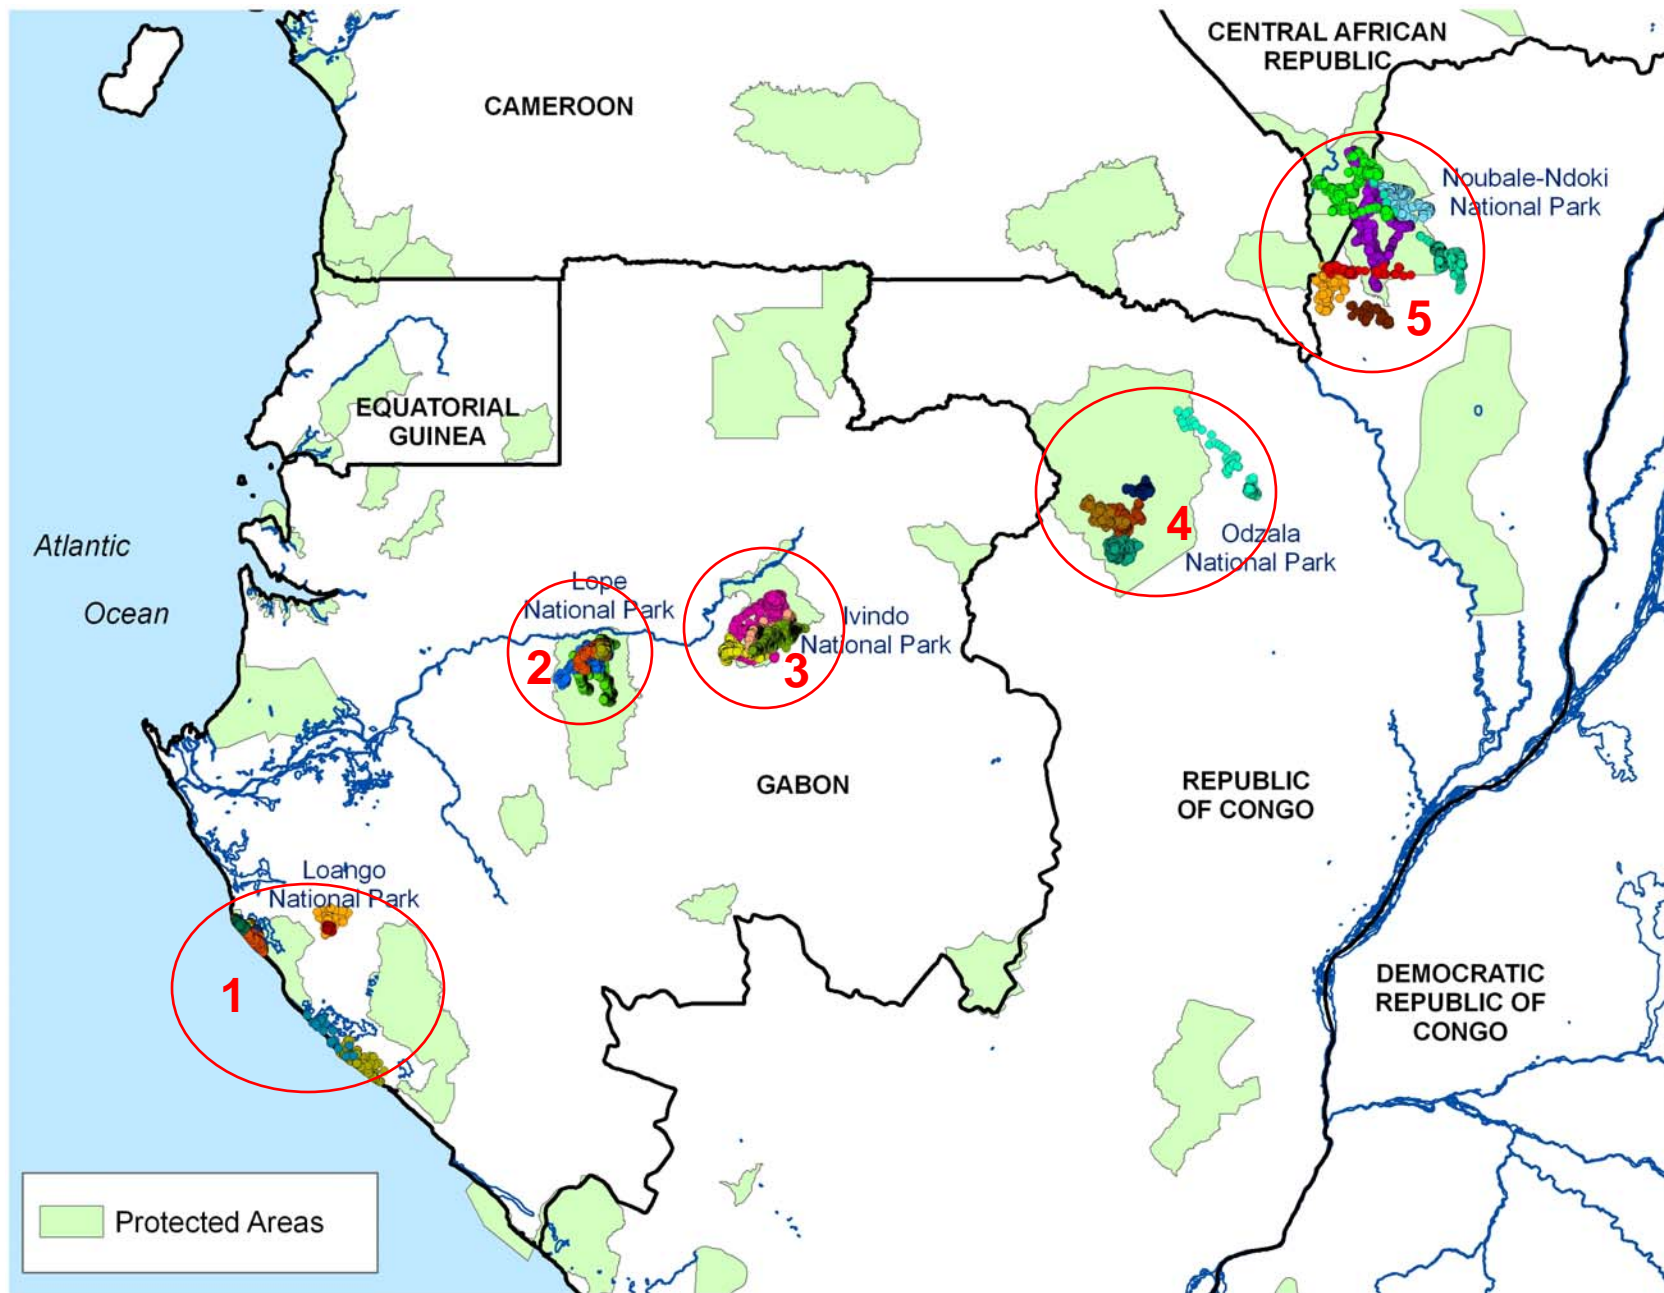 CENTRAL AFRICAN
REPUBLIC
CAMEROON
Noubale-Ndoki
National Park
5
EQUATORIAL
GUINEA
4
Odzala
National Park
Atlantic
Ocean
Lope
National Park
2
Ivindo
National Park
3
GABON
REPUBLIC
OF CONGO
Loango
National Park
1
DEMOCRATIC
REPUBLIC OF
CONGO
Protected Areas